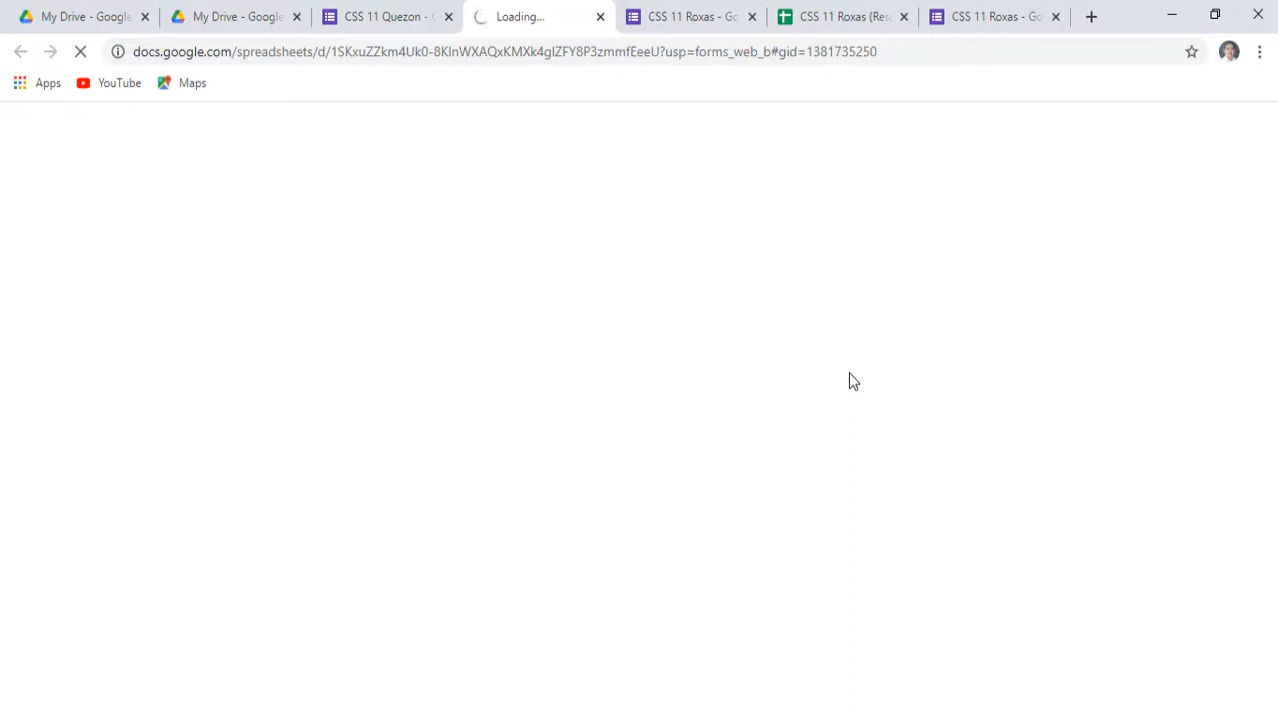 My Drive - Google
My Drive - Google
CSS 11 Quezon - G
Loading...
CSS 11 Roxas - Go
CSS 11 Roxas (Res
CSS 11 Roxas - Go
docs.google.com/spreadsheets/d/1SKxuZZkm4Uk0-8KlnWXAQxKMXk4glZFY8P3zmmfEeeU?usp=forms_web_b#gid=1381735250
Apps
YouTube
Maps